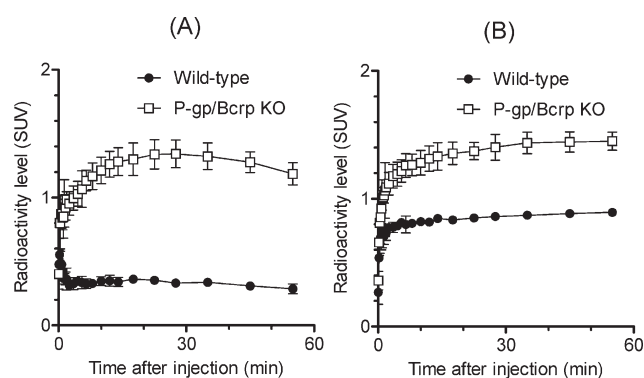 (A)
Radioactivity level (SUV)
2
1
0
Wild-type
P-gp/Bcrp KO
0
30
60
Time after injection (min)
(B)
Radioactivity level (SUV)
2
1
0
Wild-type
P-gp/Bcrp KO
0
30
60
Time after injection (min)